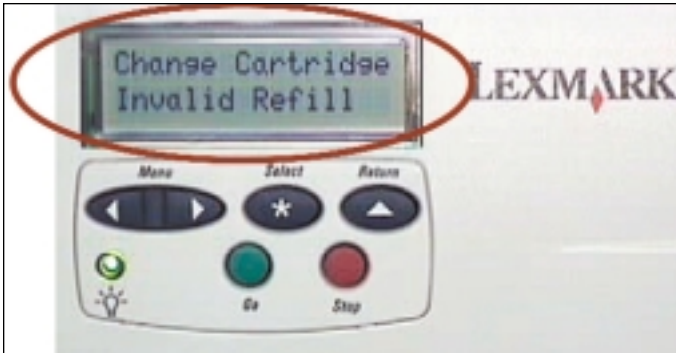 Change Cartridge
Invalid Refill
LEXMARK
Menu
Select
Return
Go
Stop